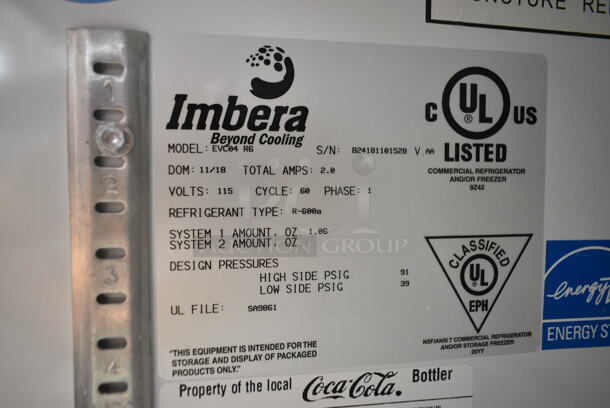 Imbera
Beyond Cooling
MODEL: EVC04 R6 S/N: B24181101528 V.AA
DOM: 11/18 TOTAL AMPS: 2.0
VOLTS: 115 CYCLE: 60 PHASE: 1
REFRIGERANT TYPE: R-600a
SYSTEM 1 AMOUNT, OZ. 1.06
SYSTEM 2 AMOUNT, OZ
DESIGN PRESSURES
HIGH SIDE PSIG 91
LOW SIDE PSIG 39
UL FILE: SA9861
"THIS EQUIPMENT IS INTENDED FOR THE
STORAGE AND DISPLAY OF PACKAGED
PRODUCTS ONLY."
C UL® US
LISTED
COMMERCIAL REFRIGERATOR
AND/OR FREEZER
9Z42
CLASSIFIED
UL
EPH
NSF/ANSI 7 COMMERCIAL REFRIGERATOR
AND/OR STORAGE FREEZER
20YY
Property of the local Coca-Cola. Bottler
energy
ENERGY
GROUP
1
2
3
4